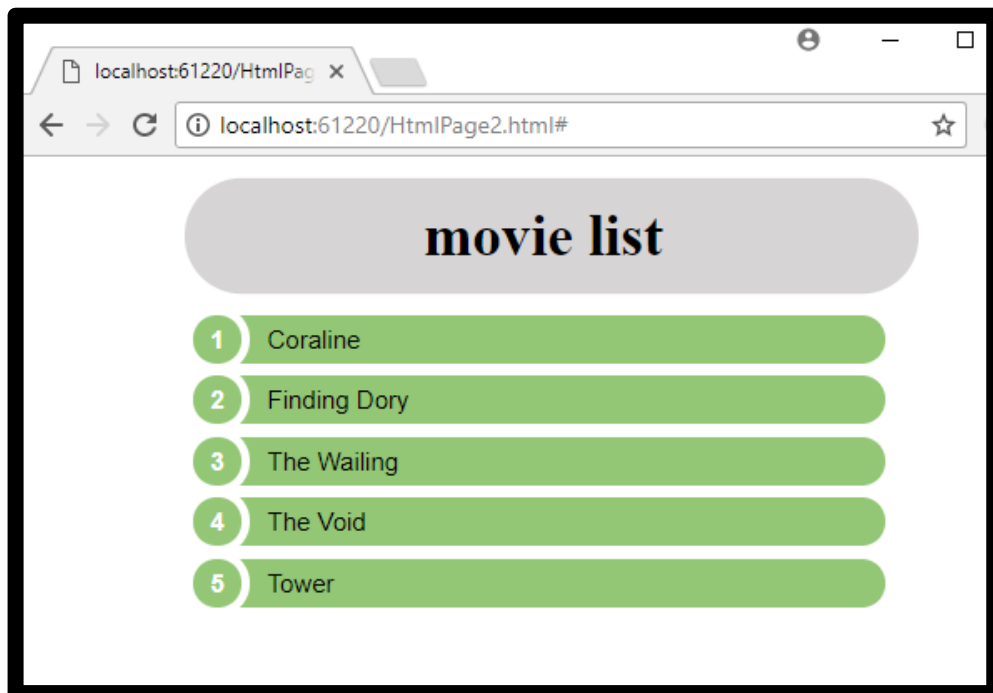 localhost:61220/HtmlPag
localhost:61220/HtmlPage2.html#
movie list
1 Coraline
2 Finding Dory
3 The Wailing
4 The Void
5 Tower